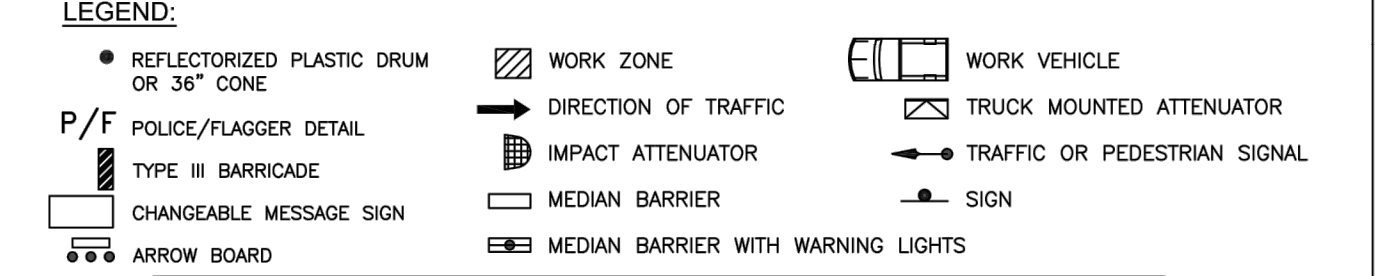 LEGEND:
REFLECTORIZED PLASTIC DRUM
OR 36" CONE
P/F POLICE/FLAGGER DETAIL
TYPE III BARRICADE
CHANGEABLE MESSAGE SIGN
ARROW BOARD
WORK ZONE
DIRECTION OF TRAFFIC
IMPACT ATTENUATOR
MEDIAN BARRIER
MEDIAN BARRIER WITH WARNING LIGHTS
WORK VEHICLE
TRUCK MOUNTED ATTENUATOR
TRAFFIC OR PEDESTRIAN SIGNAL
SIGN